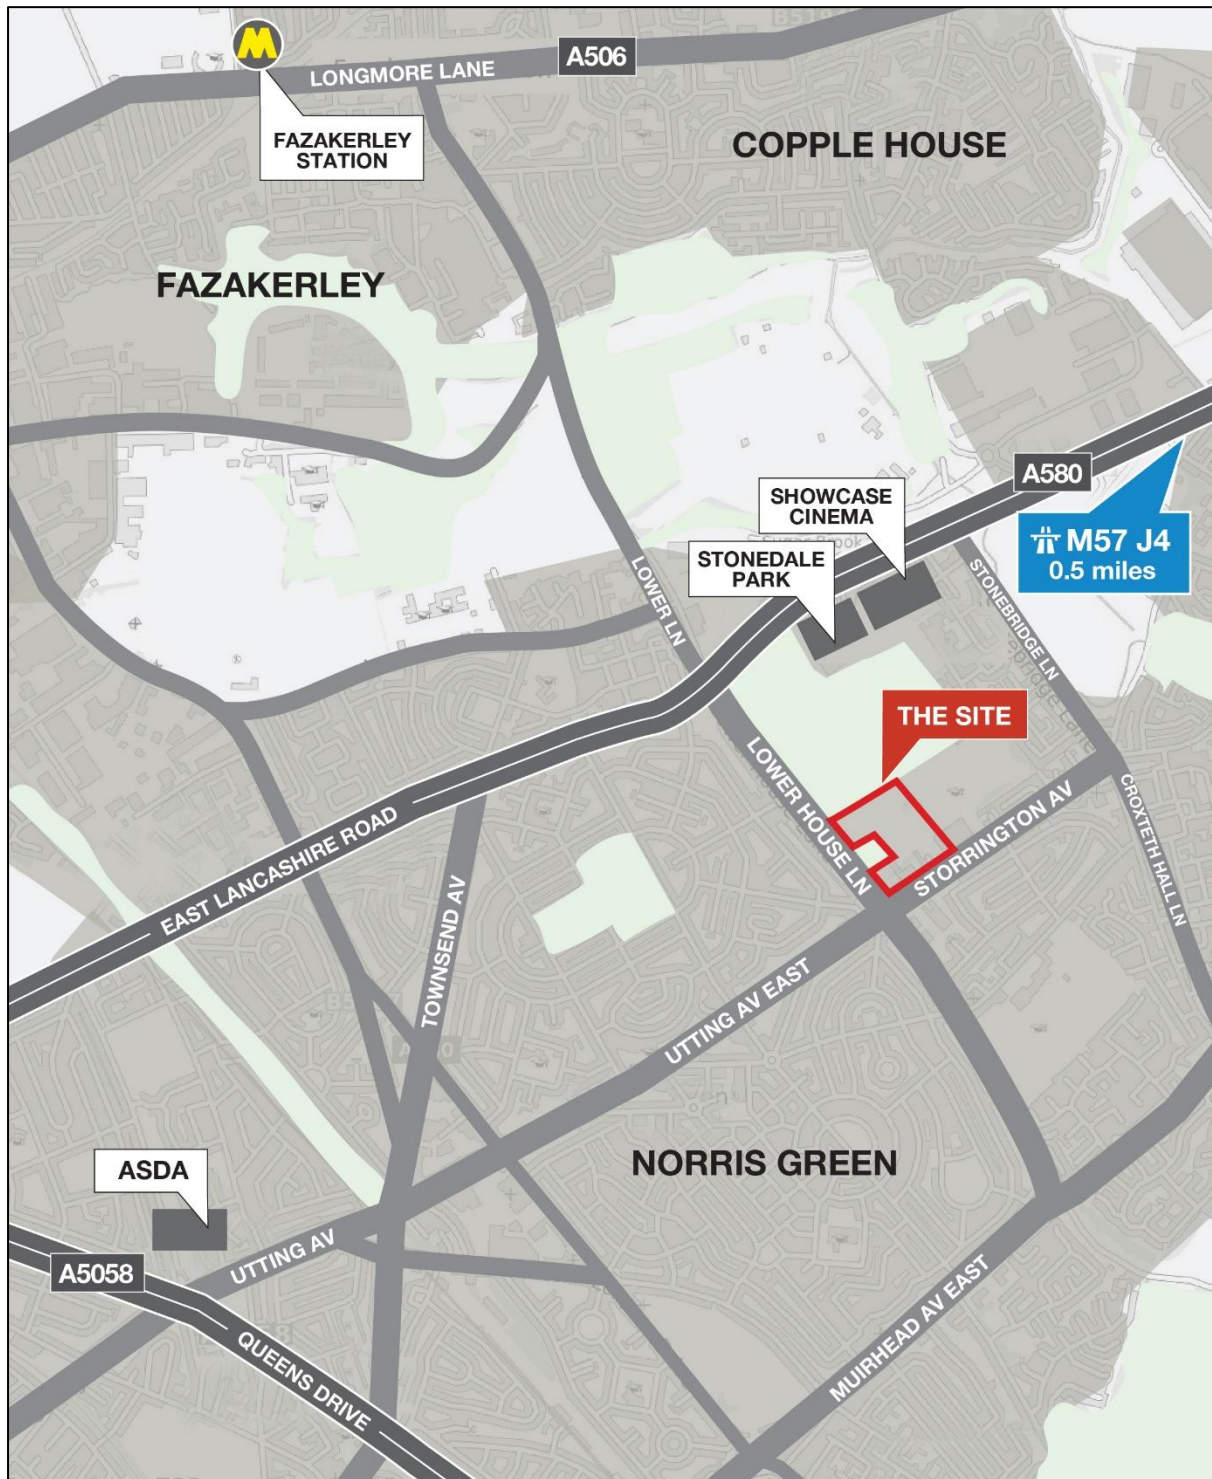 A506
LONGMORE LANE
FAZAKERLEY
STATION
COPPLE HOUSE
FAZAKERLEY
A580
SHOWCASE
CINEMA
M57 J4
0.5 miles
STONEDALE
PARK
LOWER LN
STONEBRIDGE LN
THE SITE
LOWER HOUSE LN
STORRINGTON AV
CROXTETH HALL LN
EAST LANCASHIRE ROAD
TOWNSEND AV
UTTING AV EAST
NORRIS GREEN
ASDA
UTTING AV
A5058
QUEENS DRIVE
MUIRHEAD AV EAST